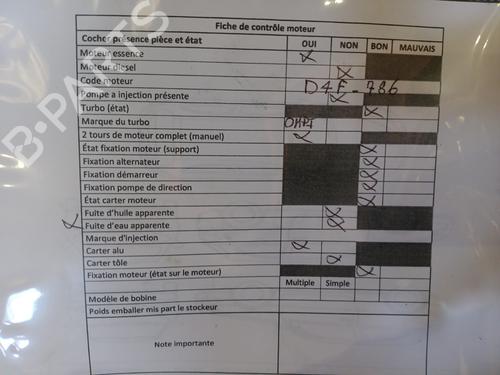 Fiche de contrôle moteur
Cocher présence pièce et état OUI NON BON MAUVAIS
Moteur essence X
Moteur diesel X
Code moteur D4F - 786
Pompe a injection présente X
Turbo (état) X
Marque du turbo
2 tours de moteur complet (manuel) X
État fixation moteur (support) X
Fixation alternateur X
Fixation démarreur X
Fixation pompe de direction X
État carter moteur X
Fuite d'huile apparente X
X Fuite d'eau apparente X
Marque d'injection
Carter alu X
Carter tôle X
Fixation moteur (état sur le moteur) X
Multiple Simple
Modèle de bobine
Poids emballer mis part le stockeur
Note importante
B-PARTS